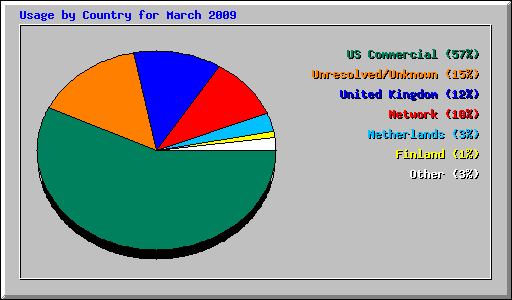 Usage by Country for March 2009
US Commercial (57%)
Unresolved/Unknown (15%)
United Kingdom (12%)
Network (10%)
Netherlands (3%)
Finland (1%)
Other (3%)